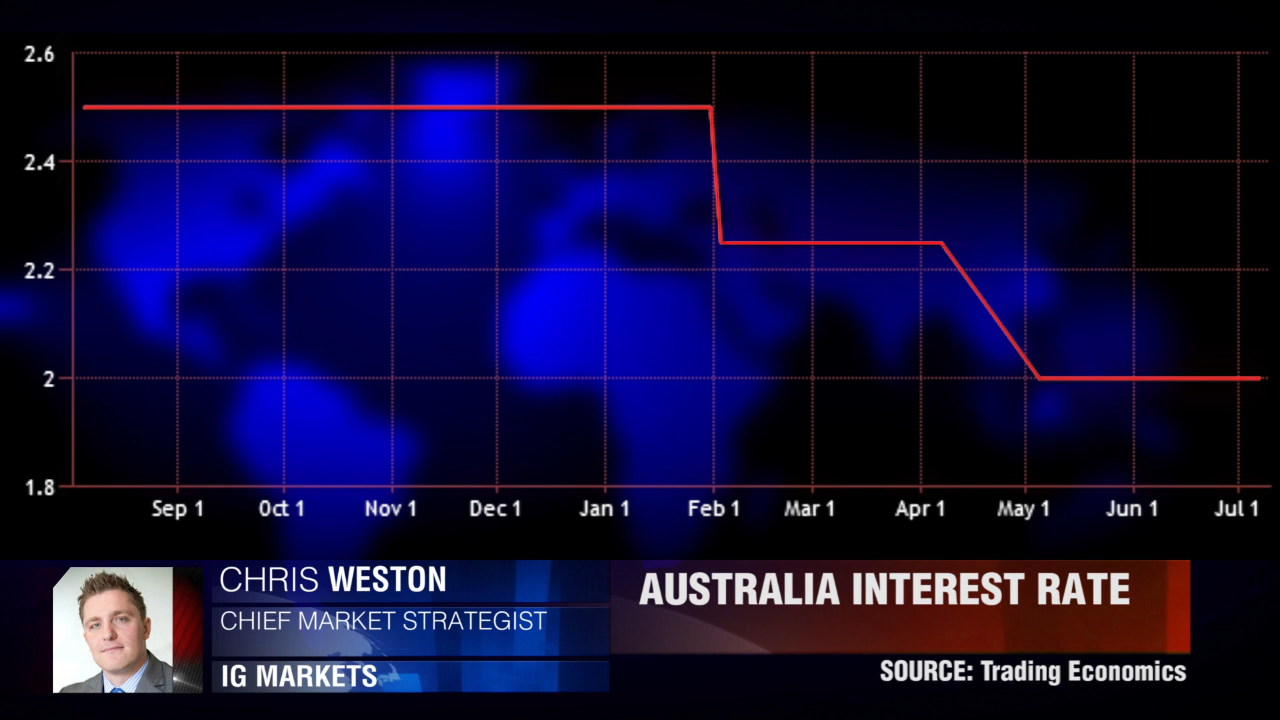 2.6
2.4
2.2
2
1.8
Sep 1 Oct 1 Nov 1 Dec 1 Jan 1 Feb 1 Mar 1 Apr 1 May 1 Jun 1 Jul 1
CHRIS WESTON
CHIEF MARKET STRATEGIST
IG MARKETS
AUSTRALIA INTEREST RATE
SOURCE: Trading Economics